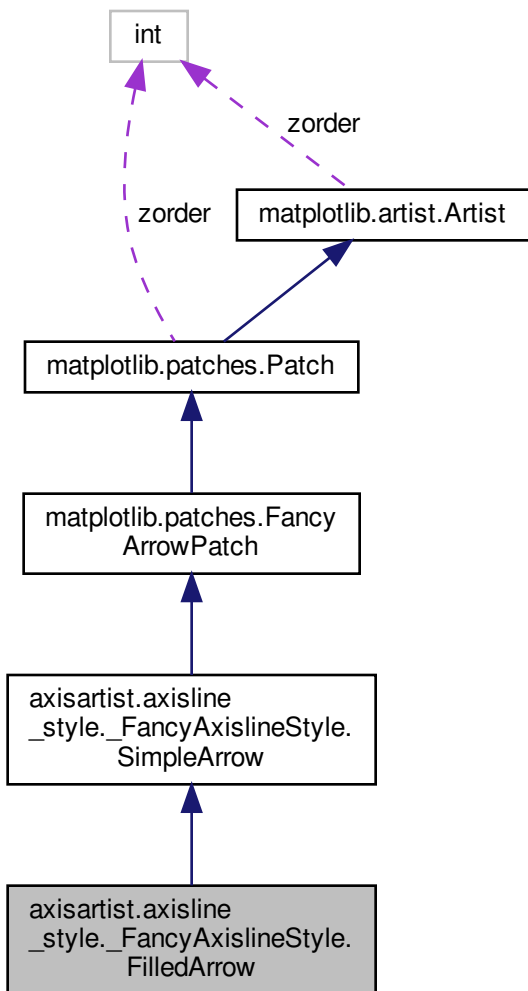 int
zorder
matplotlib.artist.Artist
zorder
matplotlib.patches.Patch
matplotlib.patches.Fancy
ArrowPatch
axisartist.axisline
_style._FancyAxislineStyle.
SimpleArrow
axisartist.axisline
_style._FancyAxislineStyle.
FilledArrow